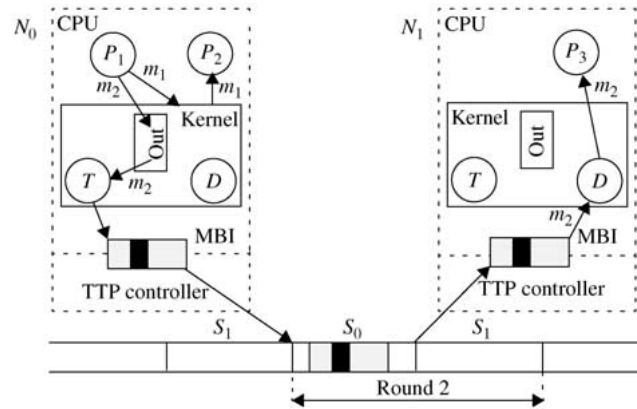 N0 CPU
P1 P2
m1
m2 m1
Kernel
Out
T m2 D
MBI
TTP controller
N1 CPU
P3
m2
Kernel
Out
T D
m2
MBI
TTP controller
S1 S0 S1
Round 2